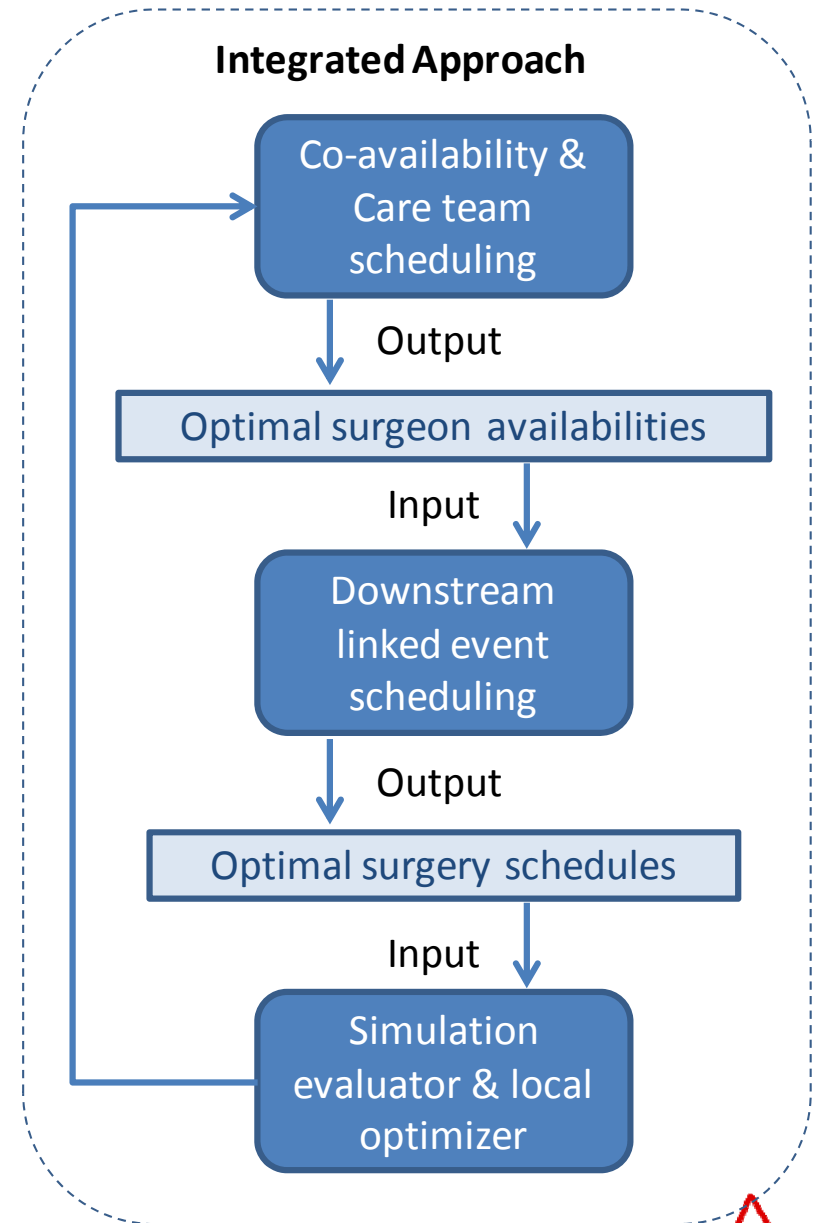 Integrated Approach
Co-availability &
Care team
scheduling
Output
Optimal surgeon availabilities
Input
Downstream
linked event
scheduling
Output
Optimal surgery schedules
Input
Simulation
evaluator & local
optimizer